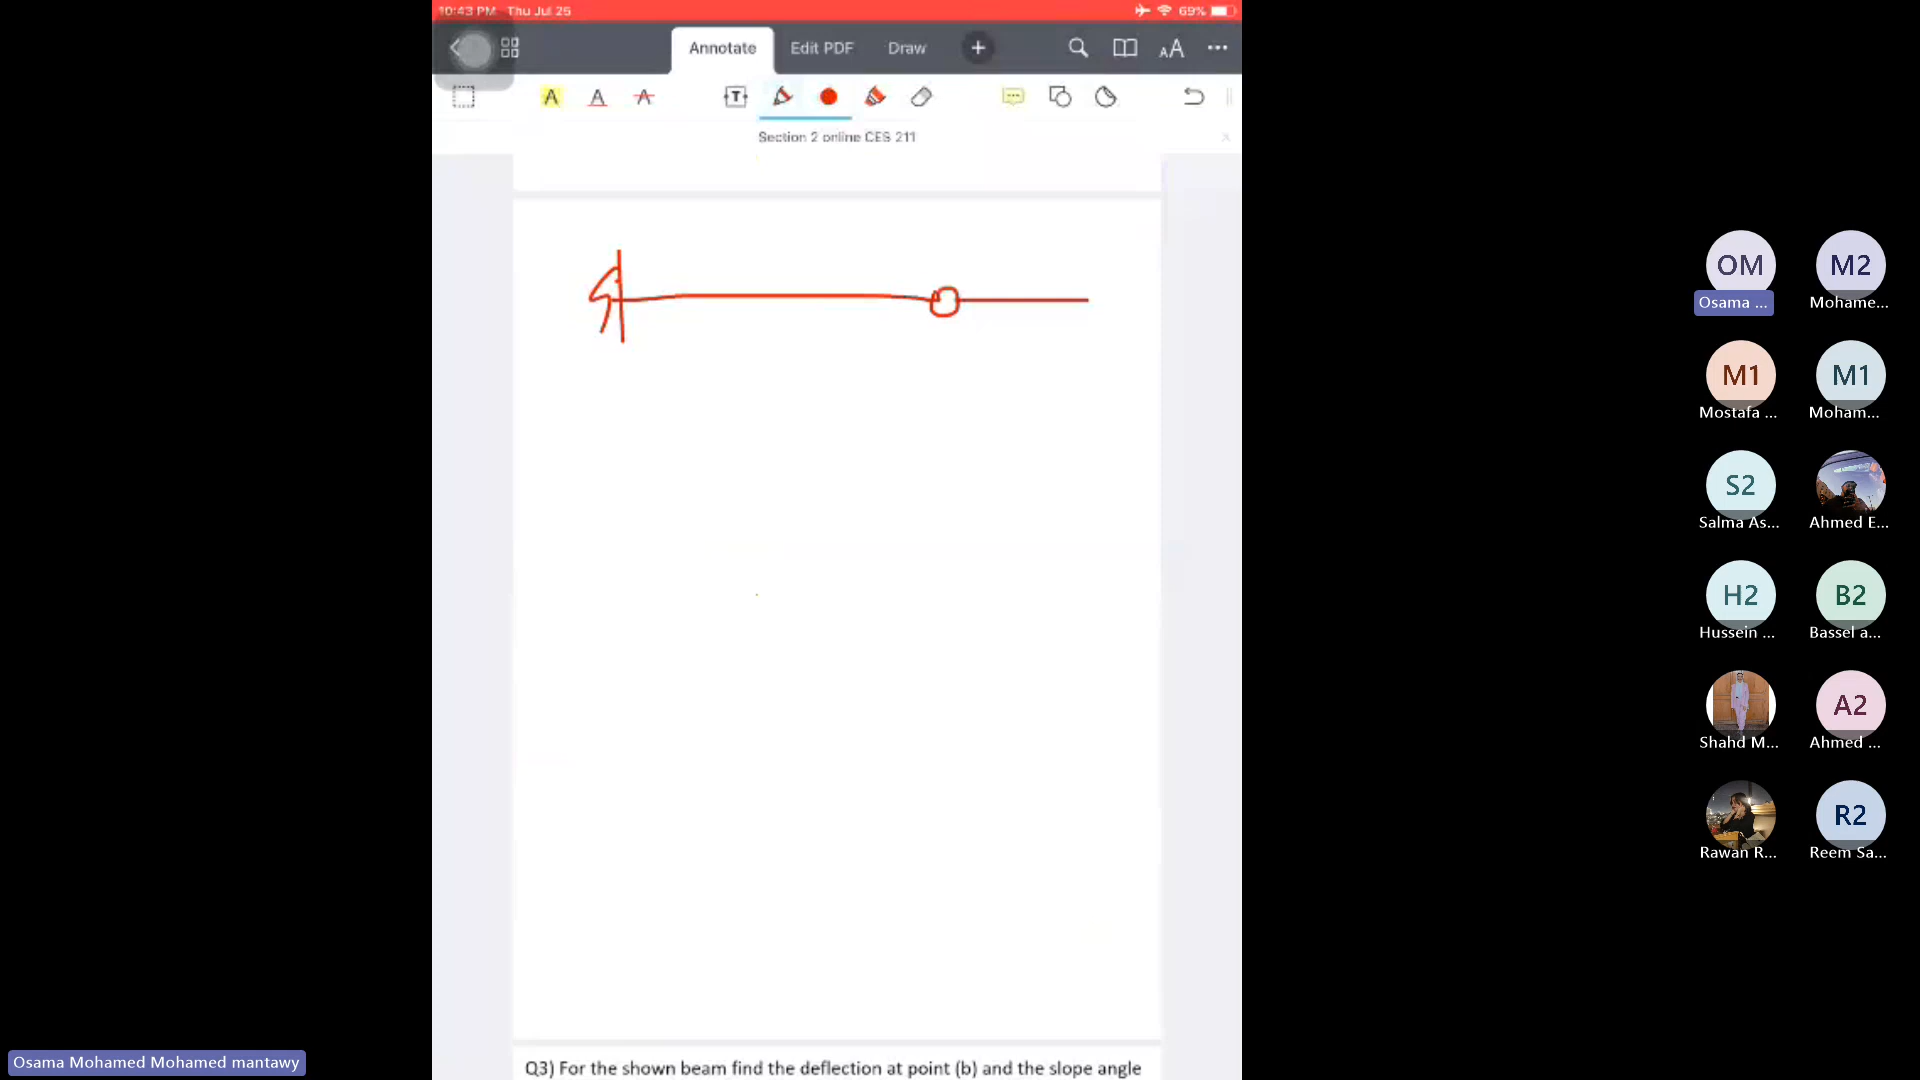 10:43 PM Thu Jul 25
69%
Annotate
Edit PDF
Draw
AA
A
A
A
T
Section 2 online CES 211
OM
M2
Osama ...
Mohame...
M1
M1
Mostafa ...
Moham...
S2
Salma As...
Ahmed E...
H2
B2
Hussein ...
Bassel a...
A2
Shahd M...
Ahmed ...
R2
Rawan R...
Reem Sa...
Osama Mohamed Mohamed mantawy
Q3) For the shown beam find the deflection at point (b) and the slope angle